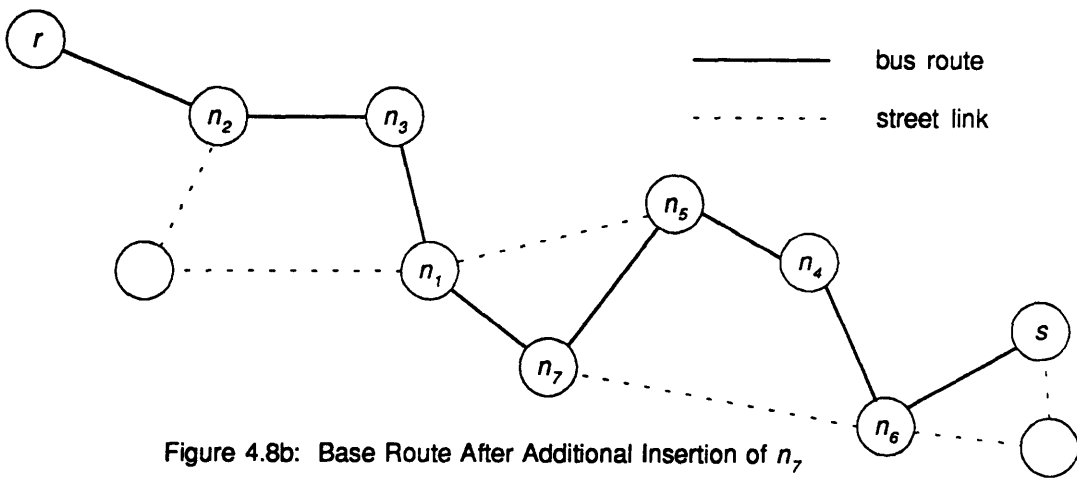 r
bus route
n2
n3
street link
n5
n1
n4
s
n7
n6
Figure 4.8b: Base Route After Additional Insertion of n7